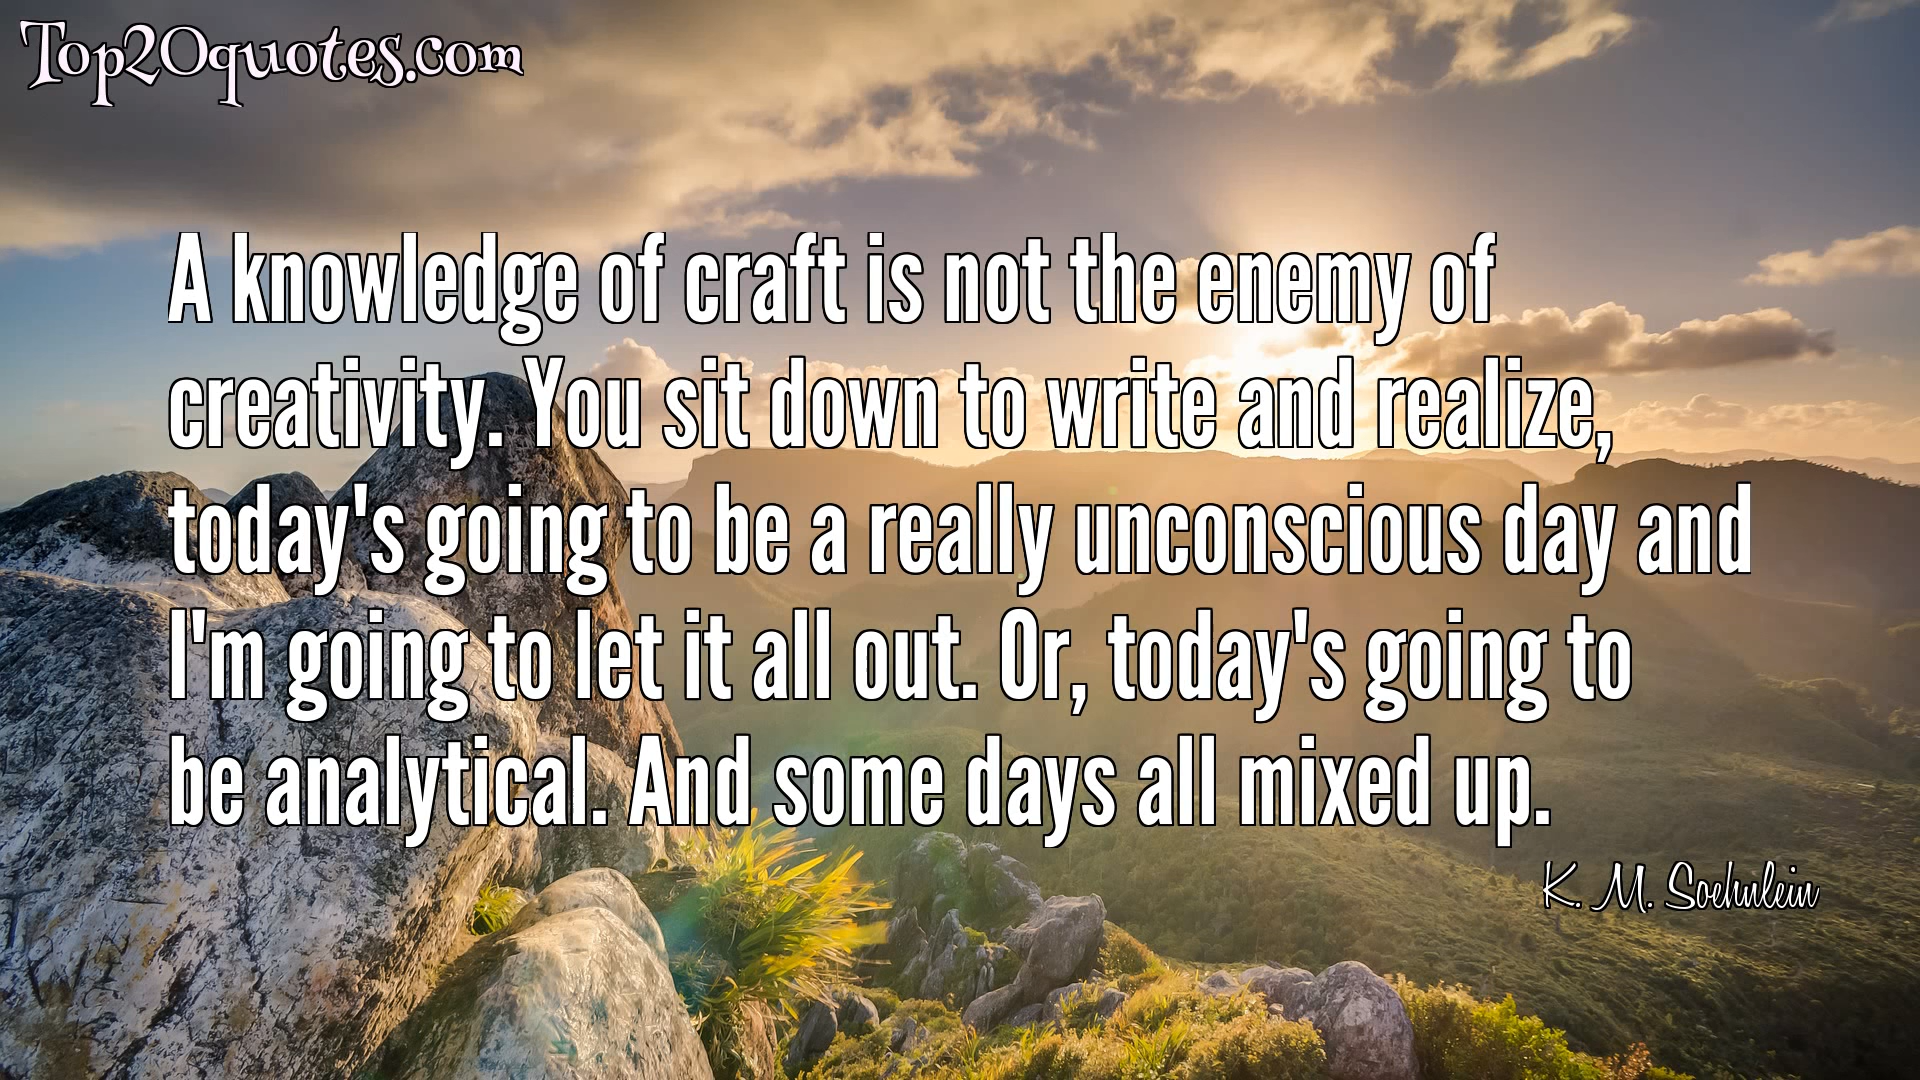 Top20quotes.com
A knowledge of craft is not the enemy of
creativity. You sit down to write and realize,
today's going to be a really unconscious day and
I'm going to let it all out. Or, today's going to
be analytical. And some days all mixed up.
K. M. Soehnlein